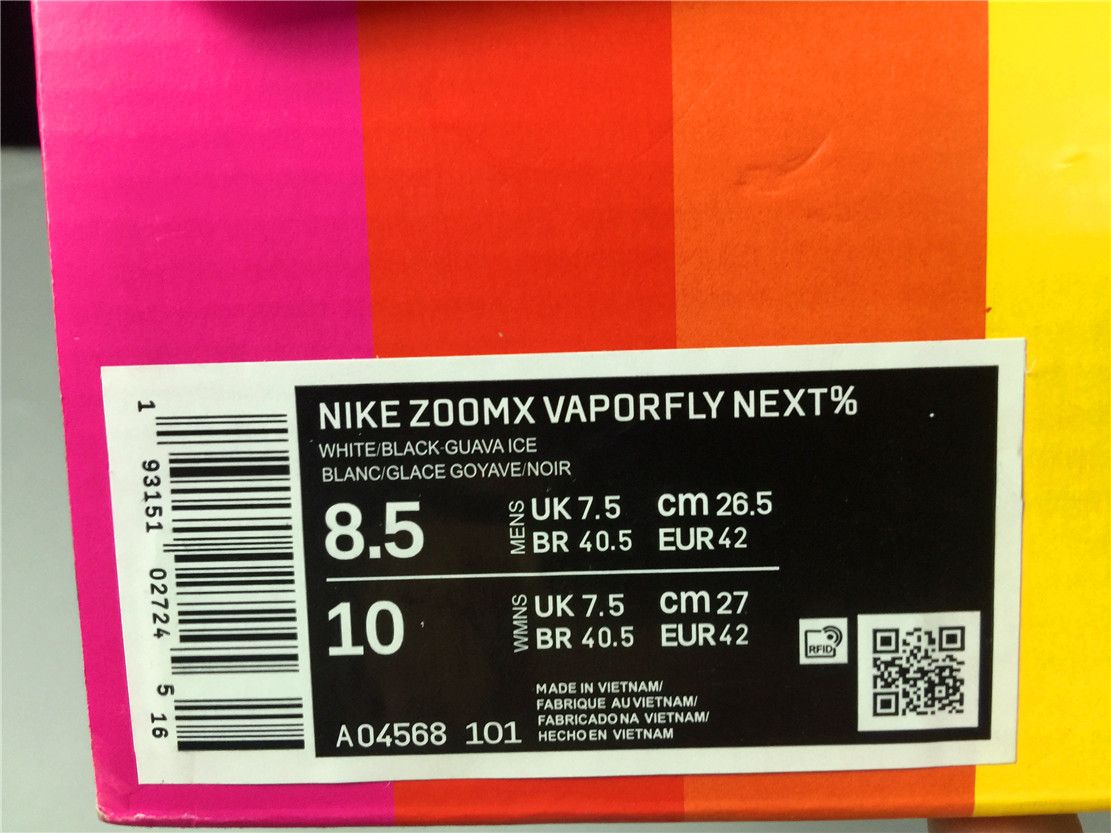 NIKE ZOOMX VAPORFLY NEXT%
WHITE/BLACK-GUAVA ICE
BLANC/GLACE GOYAVE/NOIR
8.5
MENS
UK 7.5 cm 26.5
BR 40.5 EUR 42
10
WMNS
UK 7.5 cm 27
BR 40.5 EUR 42
RFID
MADE IN VIETNAM/
FABRIQUE AU VIETNAM/
FABRICADO NA VIETNAM/
HECHO EN VIETNAM
AO4568 101
1 93151 02724 5 16